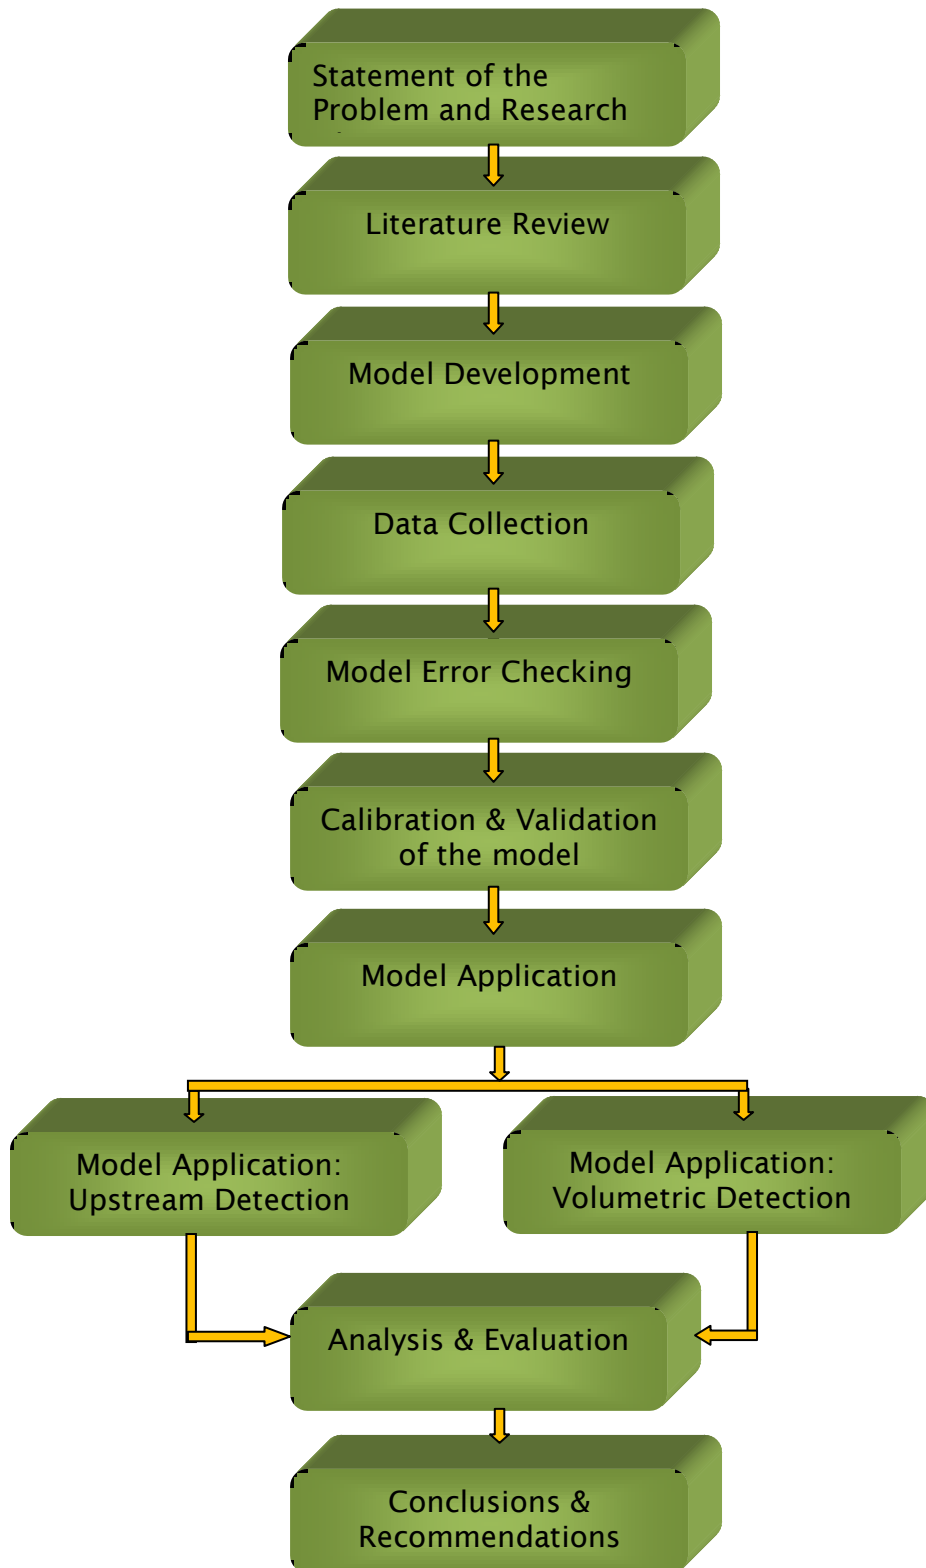 Statement of the
Problem and Research
Literature Review
Model Development
Data Collection
Model Error Checking
Calibration & Validation
of the model
Model Application
Model Application:
Upstream Detection
Model Application:
Volumetric Detection
Analysis & Evaluation
Conclusions &
Recommendations